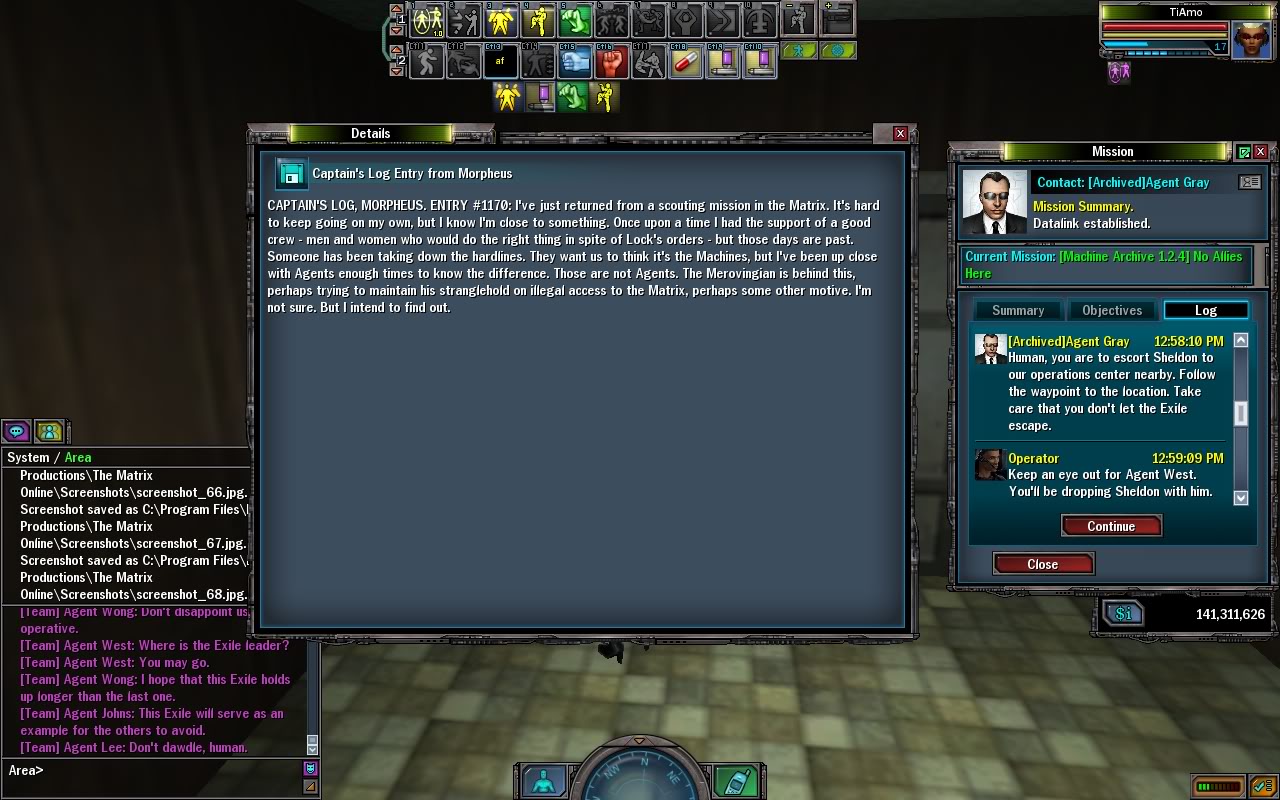 1
1.0
2
Ctl3
af
Ctl5
Ctl6
Ctl7
Ctl8
Ctl9
Ctl10
TiAmo
17
Details
Captain's Log Entry from Morpheus
CAPTAIN'S LOG, MORPHEUS. ENTRY #1170: I've just returned from a scouting mission in the Matrix. It's hard
to keep going on my own, but I know I'm close to something. Once upon a time I had the support of a good
crew - men and women who would do the right thing in spite of Lock's orders - but those days are past.
Someone has been taking down the hardlines. They want us to think it's the Machines, but I've been up close
with Agents enough times to know the difference. Those are not Agents. The Merovingian is behind this,
perhaps trying to maintain his stranglehold on illegal access to the Matrix, perhaps some other motive. I'm
not sure. But I intend to find out.
Mission
Contact: [Archived]Agent Gray
Mission Summary.
Datalink established.
Current Mission: [Machine Archive 1.2.4] No Allies
Here
Summary
Objectives
Log
[Archived]Agent Gray 12:58:10 PM
Human, you are to escort Sheldon to
our operations center nearby. Follow
the waypoint to the location. Take
care that you don't let the Exile
escape.
Operator 12:59:09 PM
Keep an eye out for Agent West.
You'll be dropping Sheldon with him.
Continue
Close
$i 141,311,626
System / Area
Productions\The Matrix
Online\Screenshots\screenshot_66.jpg.
Screenshot saved as C:\Program Files\
Productions\The Matrix
Online\Screenshots\screenshot_67.jpg.
Screenshot saved as C:\Program Files\
Productions\The Matrix
Online\Screenshots\screenshot_68.jpg.
[Team] Agent Wong: Don't disappoint us,
operative.
[Team] Agent West: Where is the Exile leader?
[Team] Agent West: You may go.
[Team] Agent Wong: I hope that this Exile holds
up longer than the last one.
[Team] Agent Johns: This Exile will serve as an
example for the others to avoid.
[Team] Agent Lee: Don't dawdle, human.
Area>
NW N NE